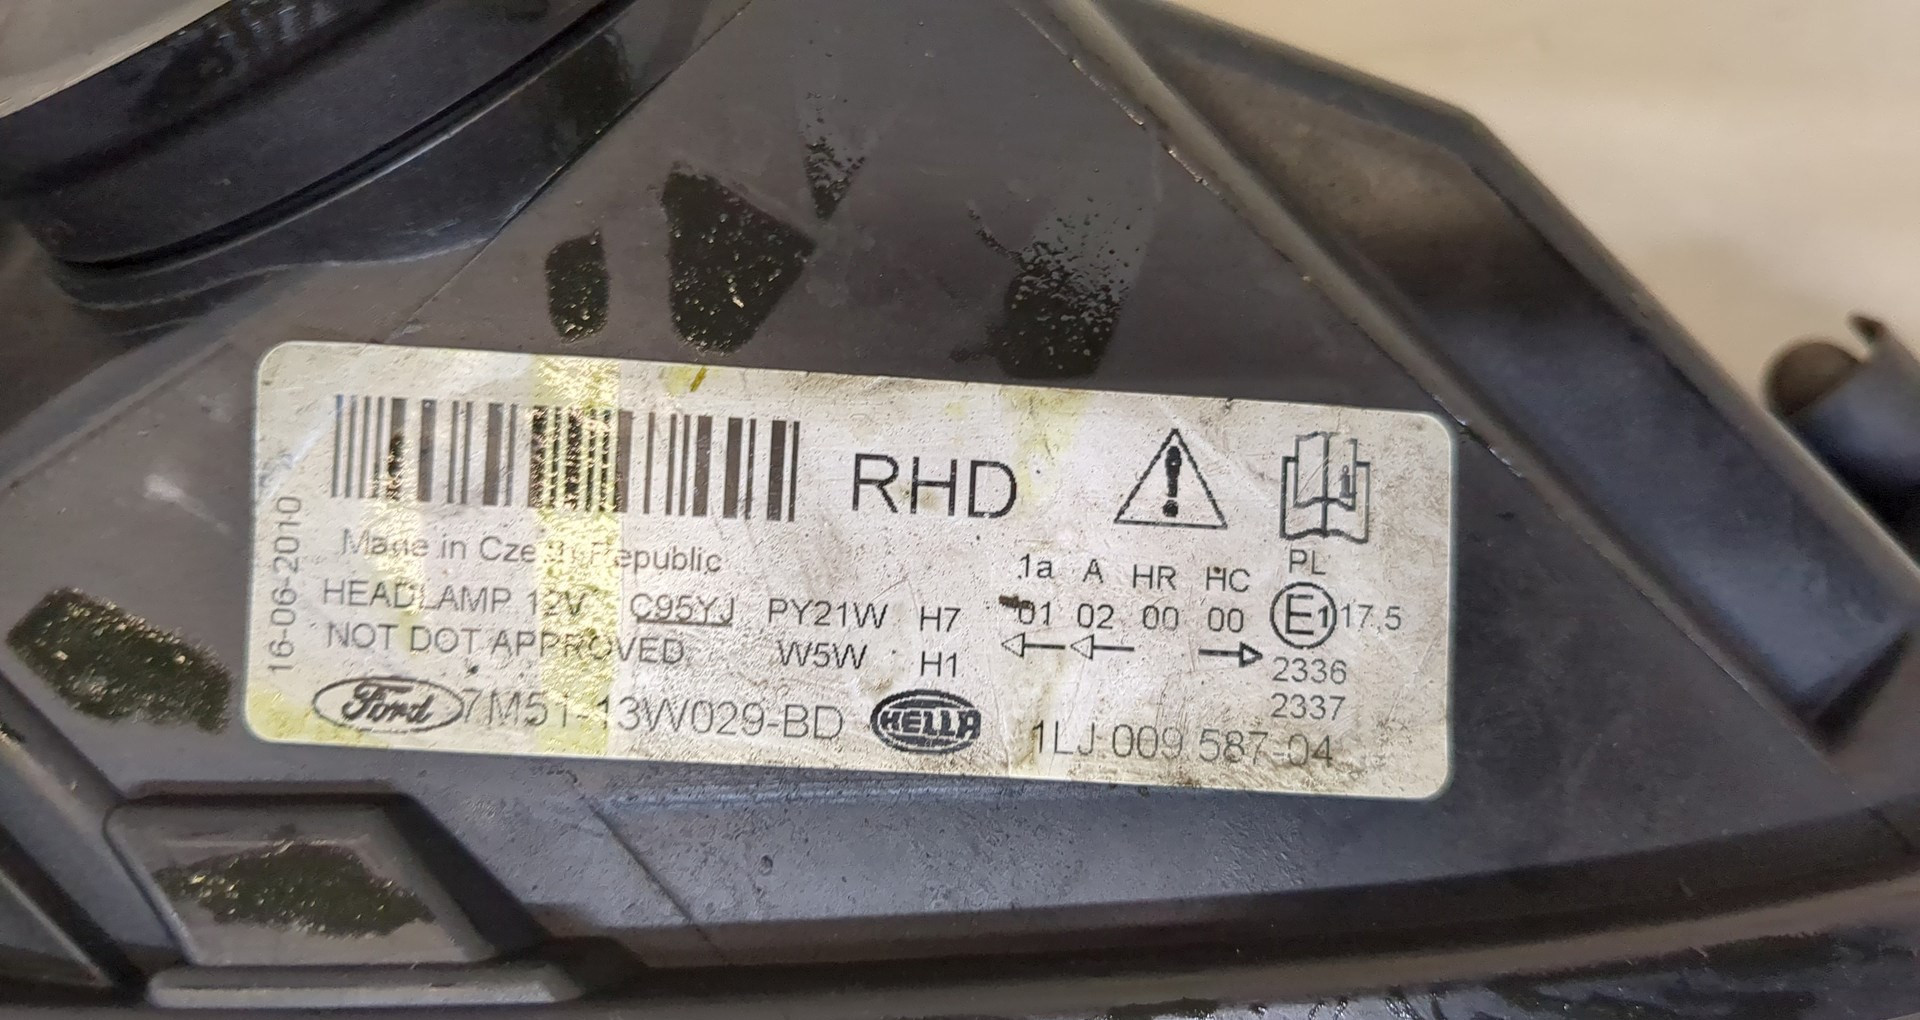 16-06-2010
RHD
Made in Czech Republic
HEADLAMP 12V C95YJ PY21W H7
NOT DOT APPROVED W5W H1
1a A HR HC PL
01 02 00 00 E1 17.5
2336
2337
Ford 7M51-13W029-BD HELLA 1LJ 009 587-04